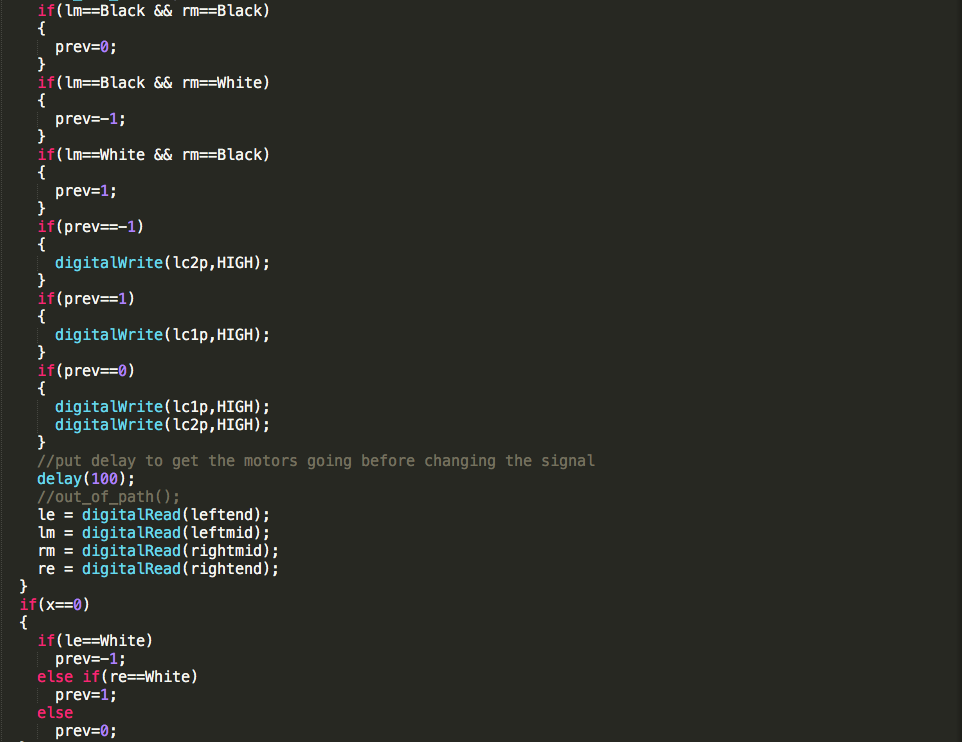 if(lm==Black && rm==Black)
{
prev=0;
}
if(lm==Black && rm==White)
{
prev=-1;
}
if(lm==White && rm==Black)
{
prev=1;
}
if(prev==-1)
{
digitalWrite(lc2p,HIGH);
}
if(prev==1)
{
digitalWrite(lc1p,HIGH);
}
if(prev==0)
{
digitalWrite(lc1p,HIGH);
digitalWrite(lc2p,HIGH);
}
//put delay to get the motors going before changing the signal
delay(100);
//out_of_path();
le = digitalRead(leftend);
lm = digitalRead(leftmid);
rm = digitalRead(rightmid);
re = digitalRead(rightend);
}
if(x==0)
{
if(le==White)
prev=-1;
else if(re==White)
prev=1;
else
prev=0;